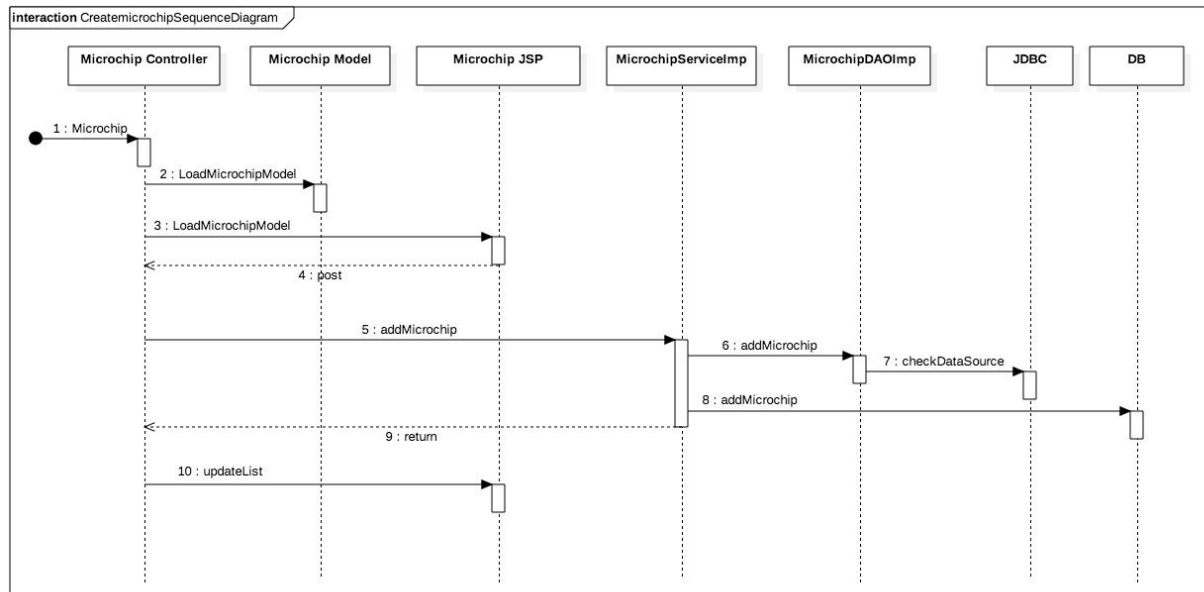 interaction CreatemicrochipSequenceDiagram
Microchip Controller
Microchip Model
Microchip JSP
MicrochipServiceImp
MicrochipDAOImp
JDBC
DB
1 : Microchip
2 : LoadMicrochipModel
3 : LoadMicrochipModel
4 : post
5 : addMicrochip
6 : addMicrochip
7 : checkDataSource
8 : addMicrochip
9 : return
10 : updateList